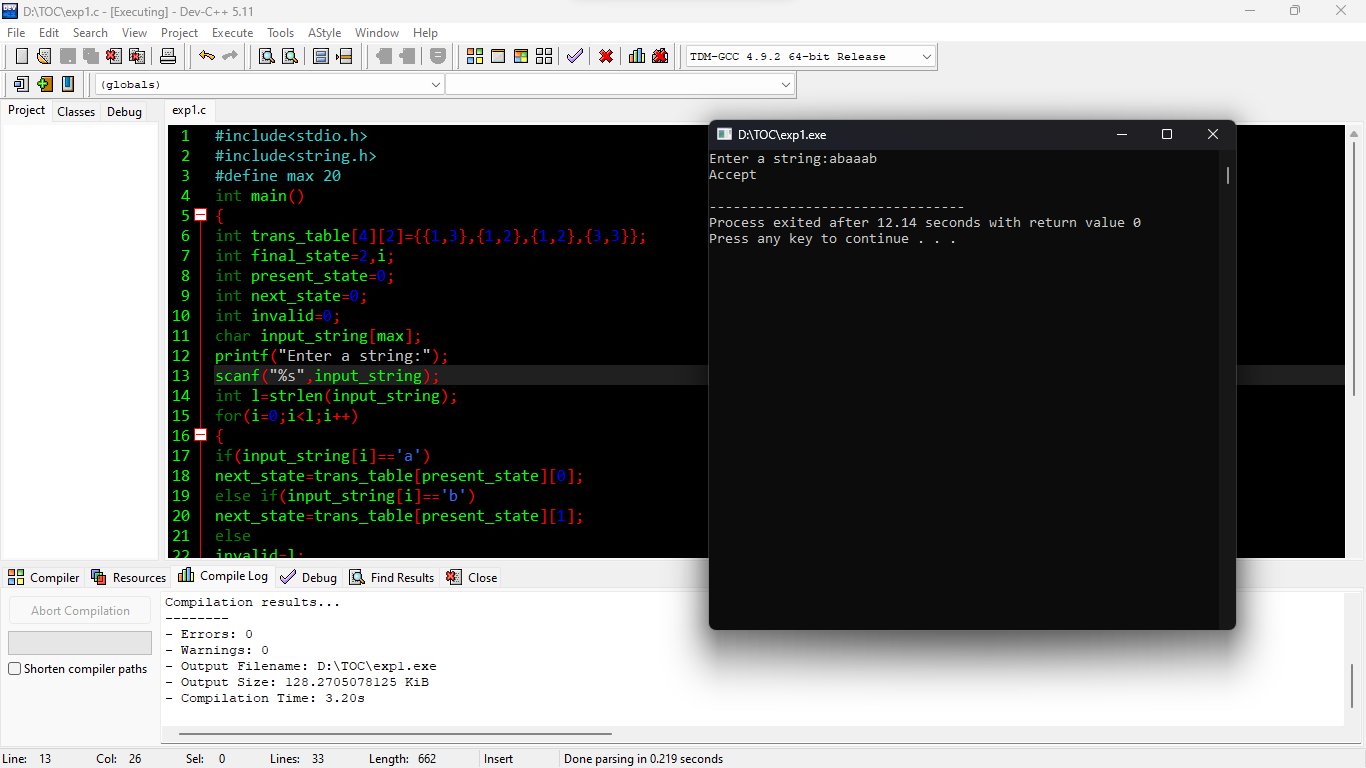 D:\TOC\exp1.c - [Executing] - Dev-C++ 5.11
File Edit Search View Project Execute Tools AStyle Window Help
TDM-GCC 4.9.2 64-bit Release
(globals)
Project Classes Debug
exp1.c
1 #include<stdio.h>
2 #include<string.h>
3 #define max 20
4 int main()
5 {
6 int trans_table[4][2]={{1,3},{1,2},{1,2},{3,3}};
7 int final_state=2,i;
8 int present_state=0;
9 int next_state=0;
10 int invalid=0;
11 char input_string[max];
12 printf("Enter a string:");
13 scanf("%s",input_string);
14 int l=strlen(input_string);
15 for(i=0;i<l;i++)
16 {
17 if(input_string[i]=='a')
18 next_state=trans_table[present_state][0];
19 else if(input_string[i]=='b')
20 next_state=trans_table[present_state][1];
21 else
22 invalid=l;
D:\TOC\exp1.exe
Enter a string:abaaab
Accept
--------------------------------
Process exited after 12.14 seconds with return value 0
Press any key to continue . . .
Compiler Resources Compile Log Debug Find Results Close
Abort Compilation
Shorten compiler paths
Compilation results...
--------
- Errors: 0
- Warnings: 0
- Output Filename: D:\TOC\exp1.exe
- Output Size: 128.2705078125 KiB
- Compilation Time: 3.20s
Line: 13 Col: 26 Sel: 0 Lines: 33 Length: 662 Insert Done parsing in 0.219 seconds